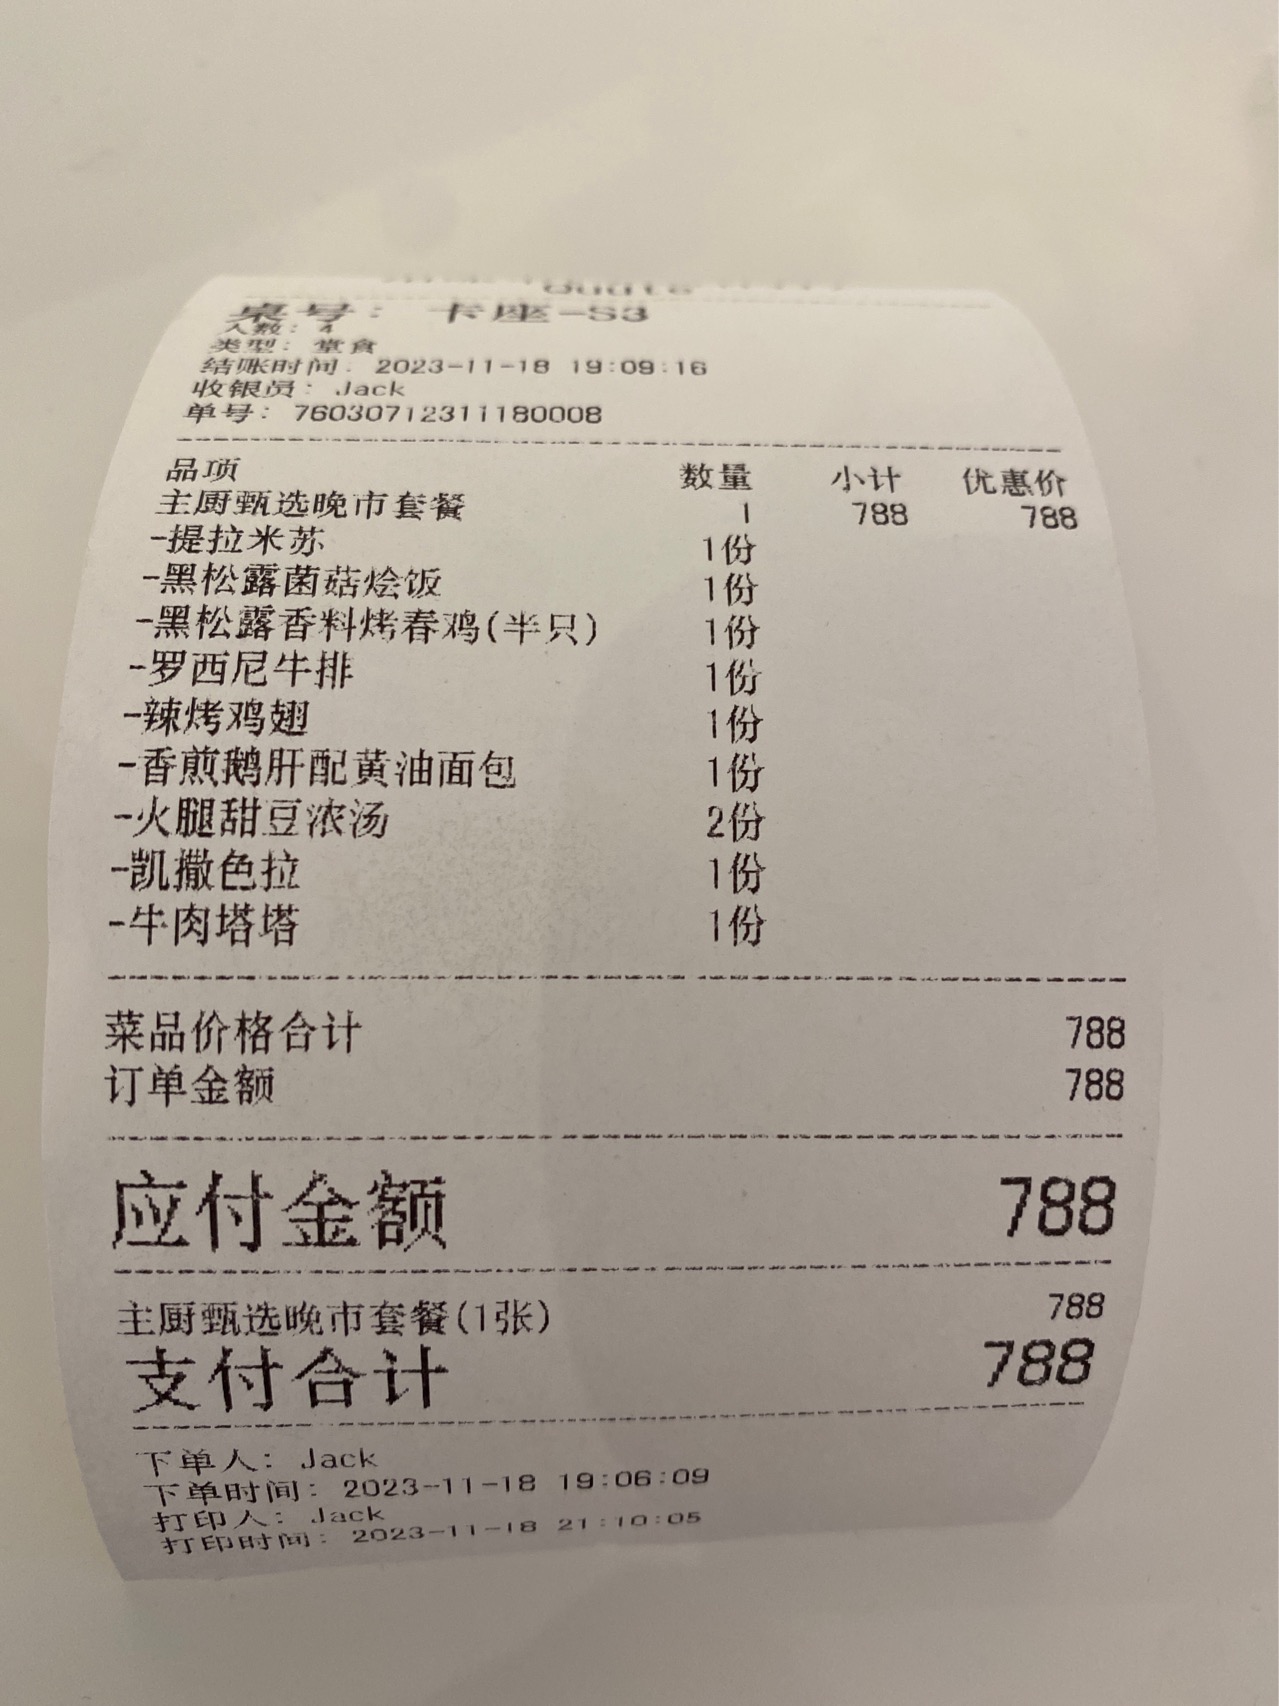 桌号: 卡座-S3
人数: 4
类型: 堂食
结账时间: 2023-11-18 19:09:16
收银员: Jack
单号: 76030712311180008
品项 数量 小计 优惠价
主厨甄选晚市套餐 1 788 788
-提拉米苏 1份
-黑松露菌菇烩饭 1份
-黑松露香料烤春鸡(半只) 1份
-罗西尼牛排 1份
-辣烤鸡翅 1份
-香煎鹅肝配黄油面包 1份
-火腿甜豆浓汤 2份
-凯撒色拉 1份
-牛肉塔塔 1份
菜品价格合计 788
订单金额 788
应付金额 788
主厨甄选晚市套餐(1张) 788
支付合计 788
下单人: Jack
下单时间: 2023-11-18 19:06:09
打印人: Jack
打印时间: 2023-11-18 21:10:05